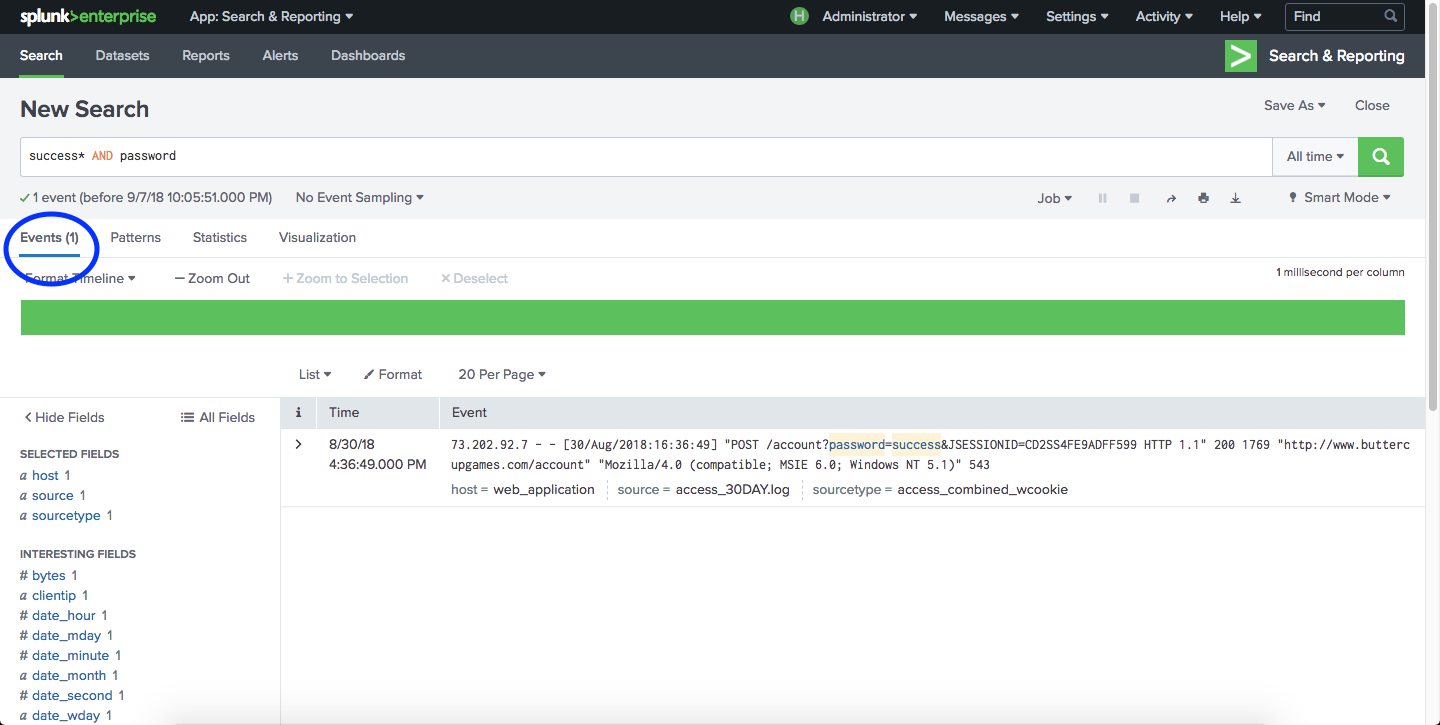 splunk>enterprise App: Search & Reporting H Administrator Messages Settings Activity Help Find
Search Datasets Reports Alerts Dashboards Search & Reporting
New Search Save As Close
success* AND password All time
1 event (before 9/7/18 10:05:51.000 PM) No Event Sampling Job Smart Mode
Events (1) Patterns Statistics Visualization
Format Timeline — Zoom Out + Zoom to Selection × Deselect 1 millisecond per column
List Format 20 Per Page
< Hide Fields All Fields
i Time Event
SELECTED FIELDS
a host 1
a source 1
a sourcetype 1
INTERESTING FIELDS
# bytes 1
a clientip 1
# date_hour 1
# date_mday 1
# date_minute 1
a date_month 1
# date_second 1
a date_wday 1
> 8/30/18
4:36:49.000 PM
73.202.92.7 - - [30/Aug/2018:16:36:49] "POST /account?password=success&JSESSIONID=CD2SS4FE9ADFF599 HTTP 1.1" 200 1769 "http://www.butterc
upgames.com/account" "Mozilla/4.0 (compatible; MSIE 6.0; Windows NT 5.1)" 543
host = web_application source = access_30DAY.log sourcetype = access_combined_wcookie